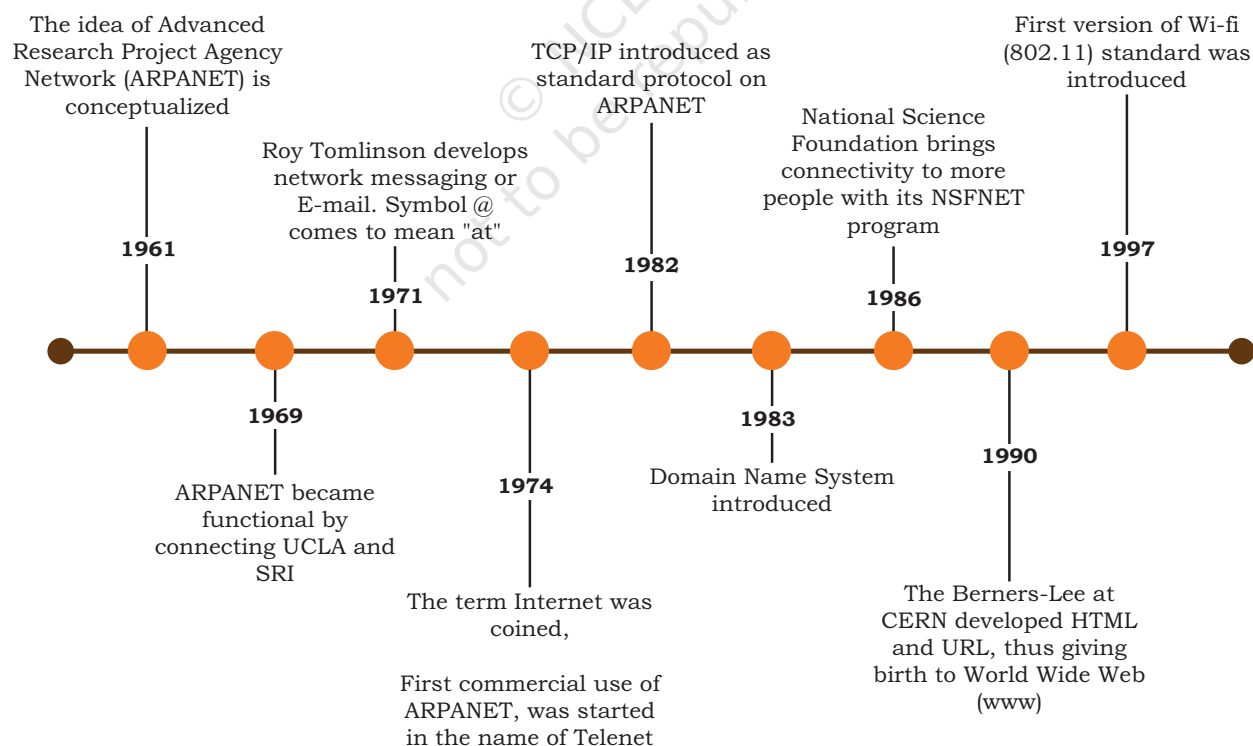 The idea of Advanced
Research Project Agency
Network (ARPANET) is
conceptualized
1961
ARPANET became
functional by
connecting UCLA and
SRI
1969
Roy Tomlinson develops
network messaging or
E-mail. Symbol @
comes to mean "at"
1971
1974
The term Internet was
coined,
First commercial use of
ARPANET, was started
in the name of Telenet
TCP/IP introduced as
standard protocol on
ARPANET
1982
1983
Domain Name System
introduced
National Science
Foundation brings
connectivity to more
people with its NSFNET
program
1986
1990
The Berners-Lee at
CERN developed HTML
and URL, thus giving
birth to World Wide Web
(www)
First version of Wi-fi
(802.11) standard was
introduced
1997
not to be